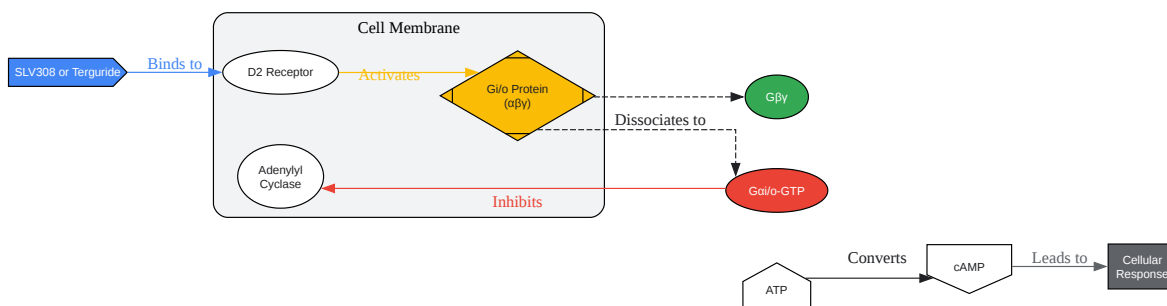 Cell Membrane
SLV308 or Terguride
Binds to
D2 Receptor
Activates
Gi/o Protein
(αβγ)
Gβγ
Dissociates to
Adenylyl
Cyclase
Inhibits
Gαi/o-GTP
ATP
Converts
cAMP
Leads to
Cellular
Response